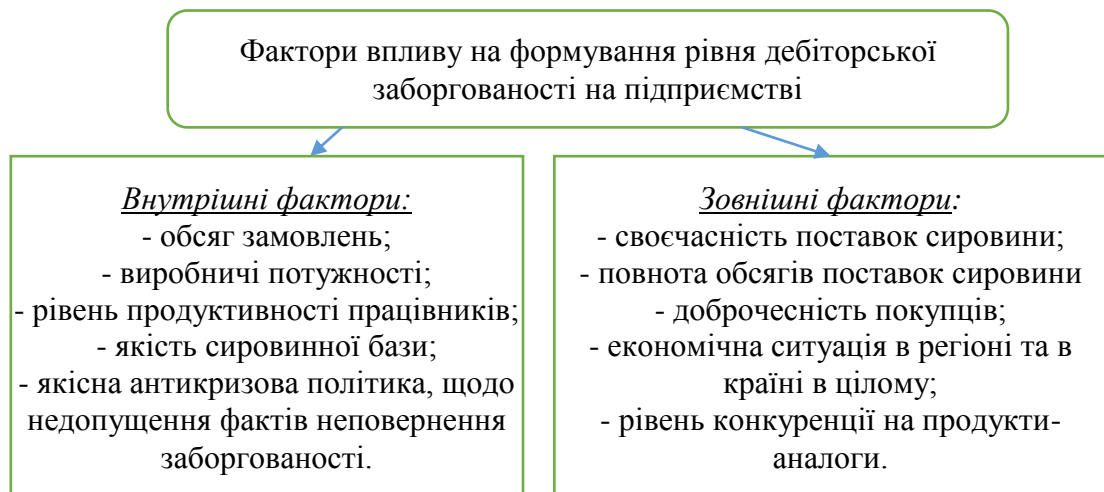 Фактори впливу на формування рівня дебіторської
заборгованості на підприємстві
Внутрішні фактори:
- обсяг замовлень;
- виробничі потужності;
- рівень продуктивності працівників;
- якість сировинної бази;
- якісна антикризова політика, щодо
недопущення фактів неповернення
заборгованості.
Зовнішні фактори:
- своєчасність поставок сировини;
- повнота обсягів поставок сировини
- доброчесність покупців;
- економічна ситуація в регіоні та в
країні в цілому;
- рівень конкуренції на продукти-
аналоги.